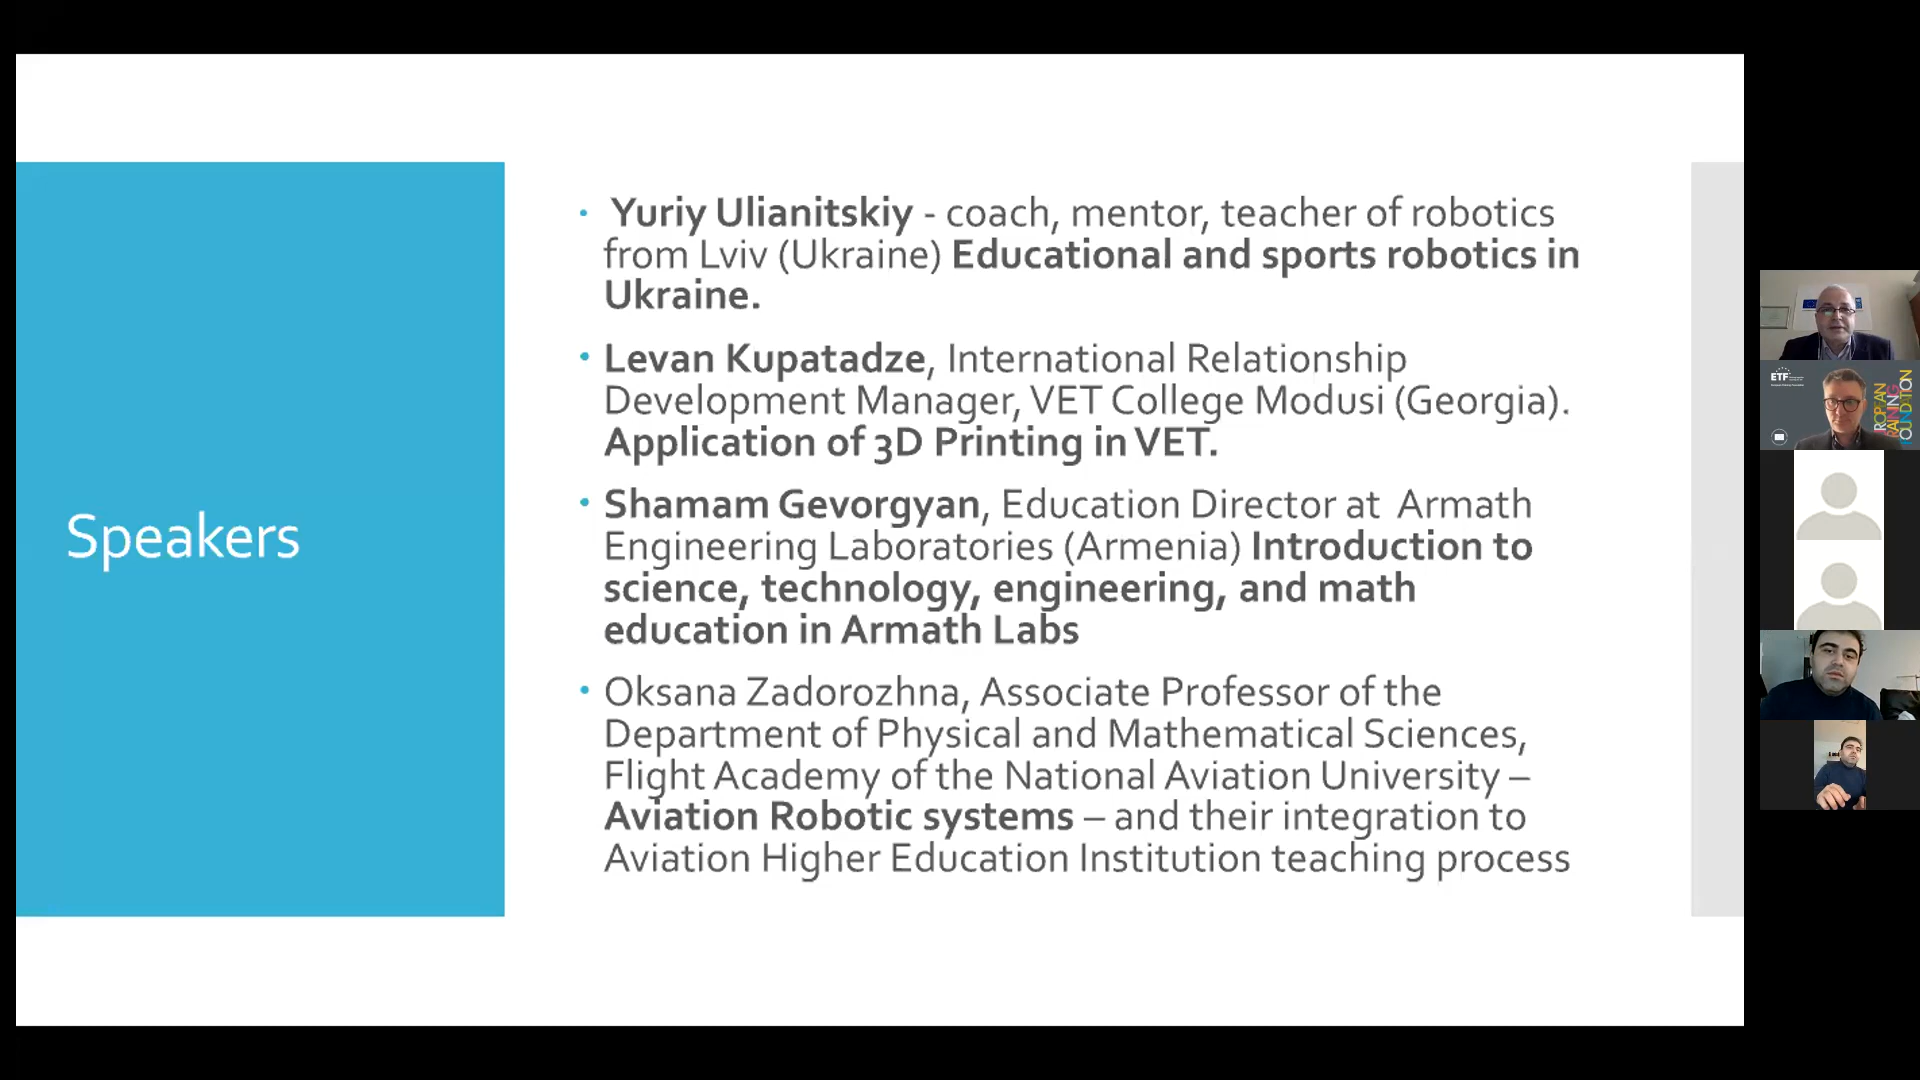 Speakers
• Yuriy Ulianitskiy - coach, mentor, teacher of robotics
from Lviv (Ukraine) Educational and sports robotics in
Ukraine.
• Levan Kupatadze, International Relationship
Development Manager, VET College Modusi (Georgia).
Application of 3D Printing in VET.
• Shamam Gevorgyan, Education Director at Armath
Engineering Laboratories (Armenia) Introduction to
science, technology, engineering, and math
education in Armath Labs
• Oksana Zadorozhna, Associate Professor of the
Department of Physical and Mathematical Sciences,
Flight Academy of the National Aviation University –
Aviation Robotic systems – and their integration to
Aviation Higher Education Institution teaching process
ETF